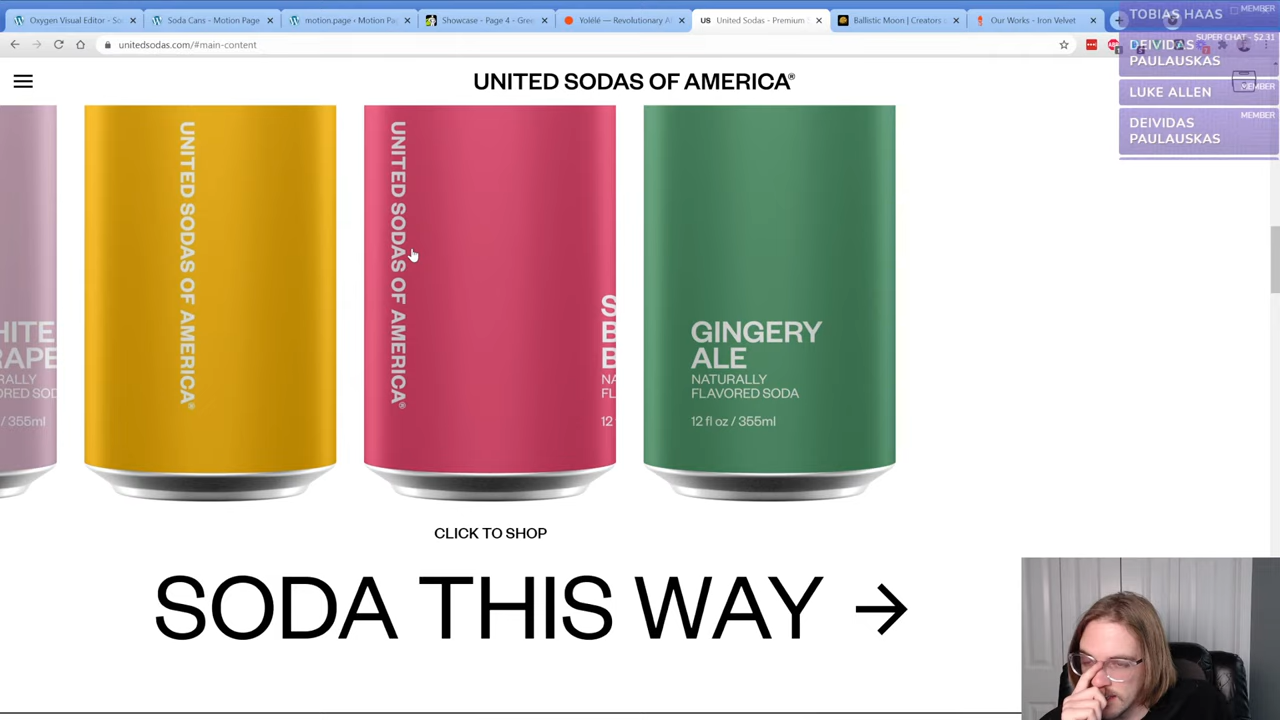 Oxygen Visual Editor - So
Soda Cans - Motion Page
motion.page ‹ Motion Pa
Showcase - Page 4 - Gre
Yolélé — Revolutionary A
US
United Sodas - Premium
Ballistic Moon | Creators
Our Works - Iron Velvet
unitedsodas.com/#main-content
TOBIAS HAAS
MEMBER
SUPER CHAT - $2.31
DEIVIDAS
PAULAUSKAS
LUKE ALLEN
MEMBER
DEIVIDAS
PAULAUSKAS
MEMBER
UNITED SODAS OF AMERICA®
HITE
RAPE
RALLY
ORED SOD
/ 355ml
UNITED SODAS OF AMERICA®
UNITED SODAS OF AMERICA®
S
B
B
NA
FL
12
GINGERY
ALE
NATURALLY
FLAVORED SODA
12 fl oz / 355ml
CLICK TO SHOP
SODA THIS WAY →